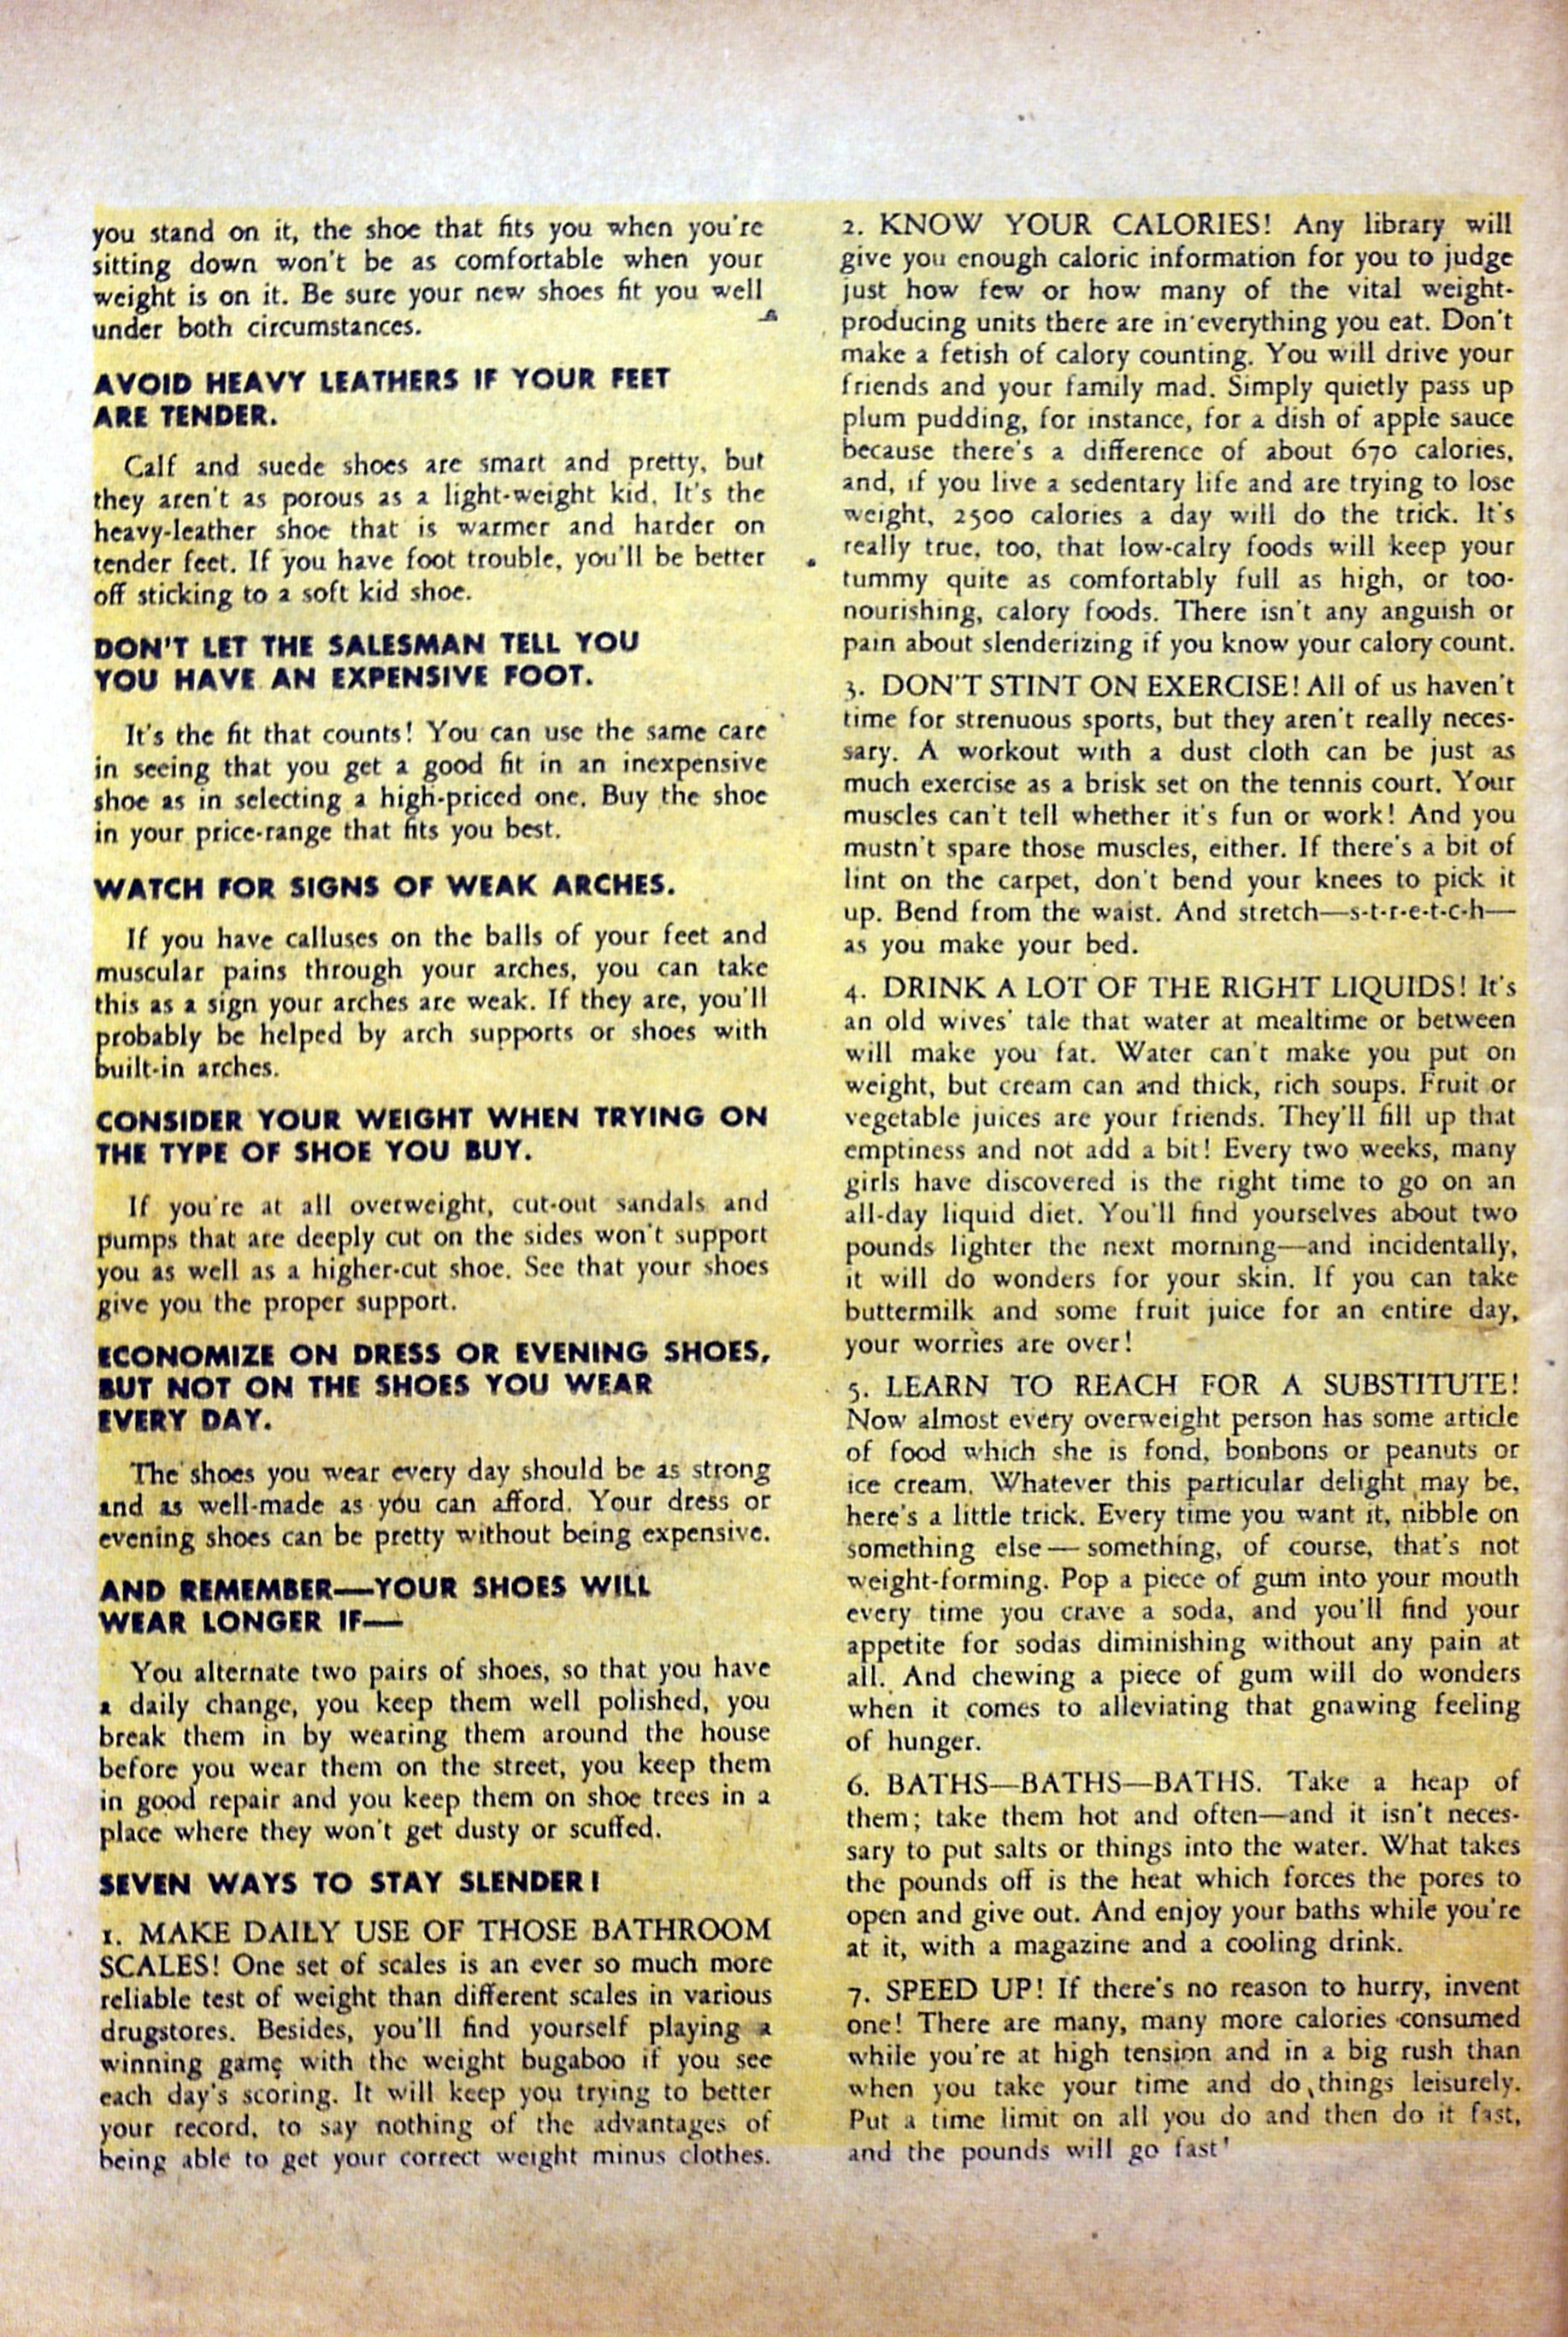 you stand on it, the shoe that fits you when you're
sitting down won't be as comfortable when your
weight is on it. Be sure your new shoes fit you well
under both circumstances.
AVOID HEAVY LEATHERS IF YOUR FEET
ARE TENDER.
Calf and suede shoes are smart and pretty, but
they aren't as porous as a light-weight kid. It's the
heavy-leather shoe that is warmer and harder on
tender feet. If you have foot trouble, you'll be better
off sticking to a soft kid shoe.
DON'T LET THE SALESMAN TELL YOU
YOU HAVE AN EXPENSIVE FOOT.
It's the fit that counts! You can use the same care
in seeing that you get a good fit in an inexpensive
shoe as in selecting a high-priced one. Buy the shoe
in your price-range that fits you best.
WATCH FOR SIGNS OF WEAK ARCHES.
If you have calluses on the balls of your feet and
muscular pains through your arches, you can take
this as a sign your arches are weak. If they are, you'll
probably be helped by arch supports or shoes with
built-in arches.
CONSIDER YOUR WEIGHT WHEN TRYING ON
THE TYPE OF SHOE YOU BUY.
If you're at all overweight, cut-out sandals and
pumps that are deeply cut on the sides won't support
you as well as a higher-cut shoe. See that your shoes
give you the proper support.
ECONOMIZE ON DRESS OR EVENING SHOES,
BUT NOT ON THE SHOES YOU WEAR
EVERY DAY.
The shoes you wear every day should be as strong
and as well-made as you can afford. Your dress or
evening shoes can be pretty without being expensive.
AND REMEMBER—YOUR SHOES WILL
WEAR LONGER IF—
You alternate two pairs of shoes, so that you have
a daily change, you keep them well polished, you
break them in by wearing them around the house
before you wear them on the street, you keep them
in good repair and you keep them on shoe trees in a
place where they won't get dusty or scuffed.
SEVEN WAYS TO STAY SLENDER!
1. MAKE DAILY USE OF THOSE BATHROOM
SCALES! One set of scales is an ever so much more
reliable test of weight than different scales in various
drugstores. Besides, you'll find yourself playing a
winning game with the weight bugaboo if you see
each day's scoring. It will keep you trying to better
your record, to say nothing of the advantages of
being able to get your correct weight minus clothes.
2. KNOW YOUR CALORIES! Any library will
give you enough caloric information for you to judge
just how few or how many of the vital weight-
producing units there are in everything you eat. Don't
make a fetish of calory counting. You will drive your
friends and your family mad. Simply quietly pass up
plum pudding, for instance, for a dish of apple sauce
because there's a difference of about 670 calories,
and, if you live a sedentary life and are trying to lose
weight, 2500 calories a day will do the trick. It's
really true, too, that low-calry foods will keep your
tummy quite as comfortably full as high, or too-
nourishing, calory foods. There isn't any anguish or
pain about slenderizing if you know your calory count.
3. DON'T STINT ON EXERCISE! All of us haven't
time for strenuous sports, but they aren't really neces-
sary. A workout with a dust cloth can be just as
much exercise as a brisk set on the tennis court. Your
muscles can't tell whether it's fun or work! And you
mustn't spare those muscles, either. If there's a bit of
lint on the carpet, don't bend your knees to pick it
up. Bend from the waist. And stretch—s-t-r-e-t-c-h—
as you make your bed.
4. DRINK A LOT OF THE RIGHT LIQUIDS! It's
an old wives' tale that water at mealtime or between
will make you fat. Water can't make you put on
weight, but cream can and thick, rich soups. Fruit or
vegetable juices are your friends. They'll fill up that
emptiness and not add a bit! Every two weeks, many
girls have discovered is the right time to go on an
all-day liquid diet. You'll find yourselves about two
pounds lighter the next morning—and incidentally,
it will do wonders for your skin. If you can take
buttermilk and some fruit juice for an entire day,
your worries are over!
5. LEARN TO REACH FOR A SUBSTITUTE!
Now almost every overweight person has some article
of food which she is fond, bonbons or peanuts or
ice cream. Whatever this particular delight may be,
here's a little trick. Every time you want it, nibble on
something else—something, of course, that's not
weight-forming. Pop a piece of gum into your mouth
every time you crave a soda, and you'll find your
appetite for sodas diminishing without any pain at
all. And chewing a piece of gum will do wonders
when it comes to alleviating that gnawing feeling
of hunger.
6. BATHS—BATHS—BATHS. Take a heap of
them; take them hot and often—and it isn't neces-
sary to put salts or things into the water. What takes
the pounds off is the heat which forces the pores to
open and give out. And enjoy your baths while you're
at it, with a magazine and a cooling drink.
7. SPEED UP! If there's no reason to hurry, invent
one! There are many, many more calories consumed
while you're at high tension and in a big rush than
when you take your time and do things leisurely.
Put a time limit on all you do and then do it fast,
and the pounds will go fast!